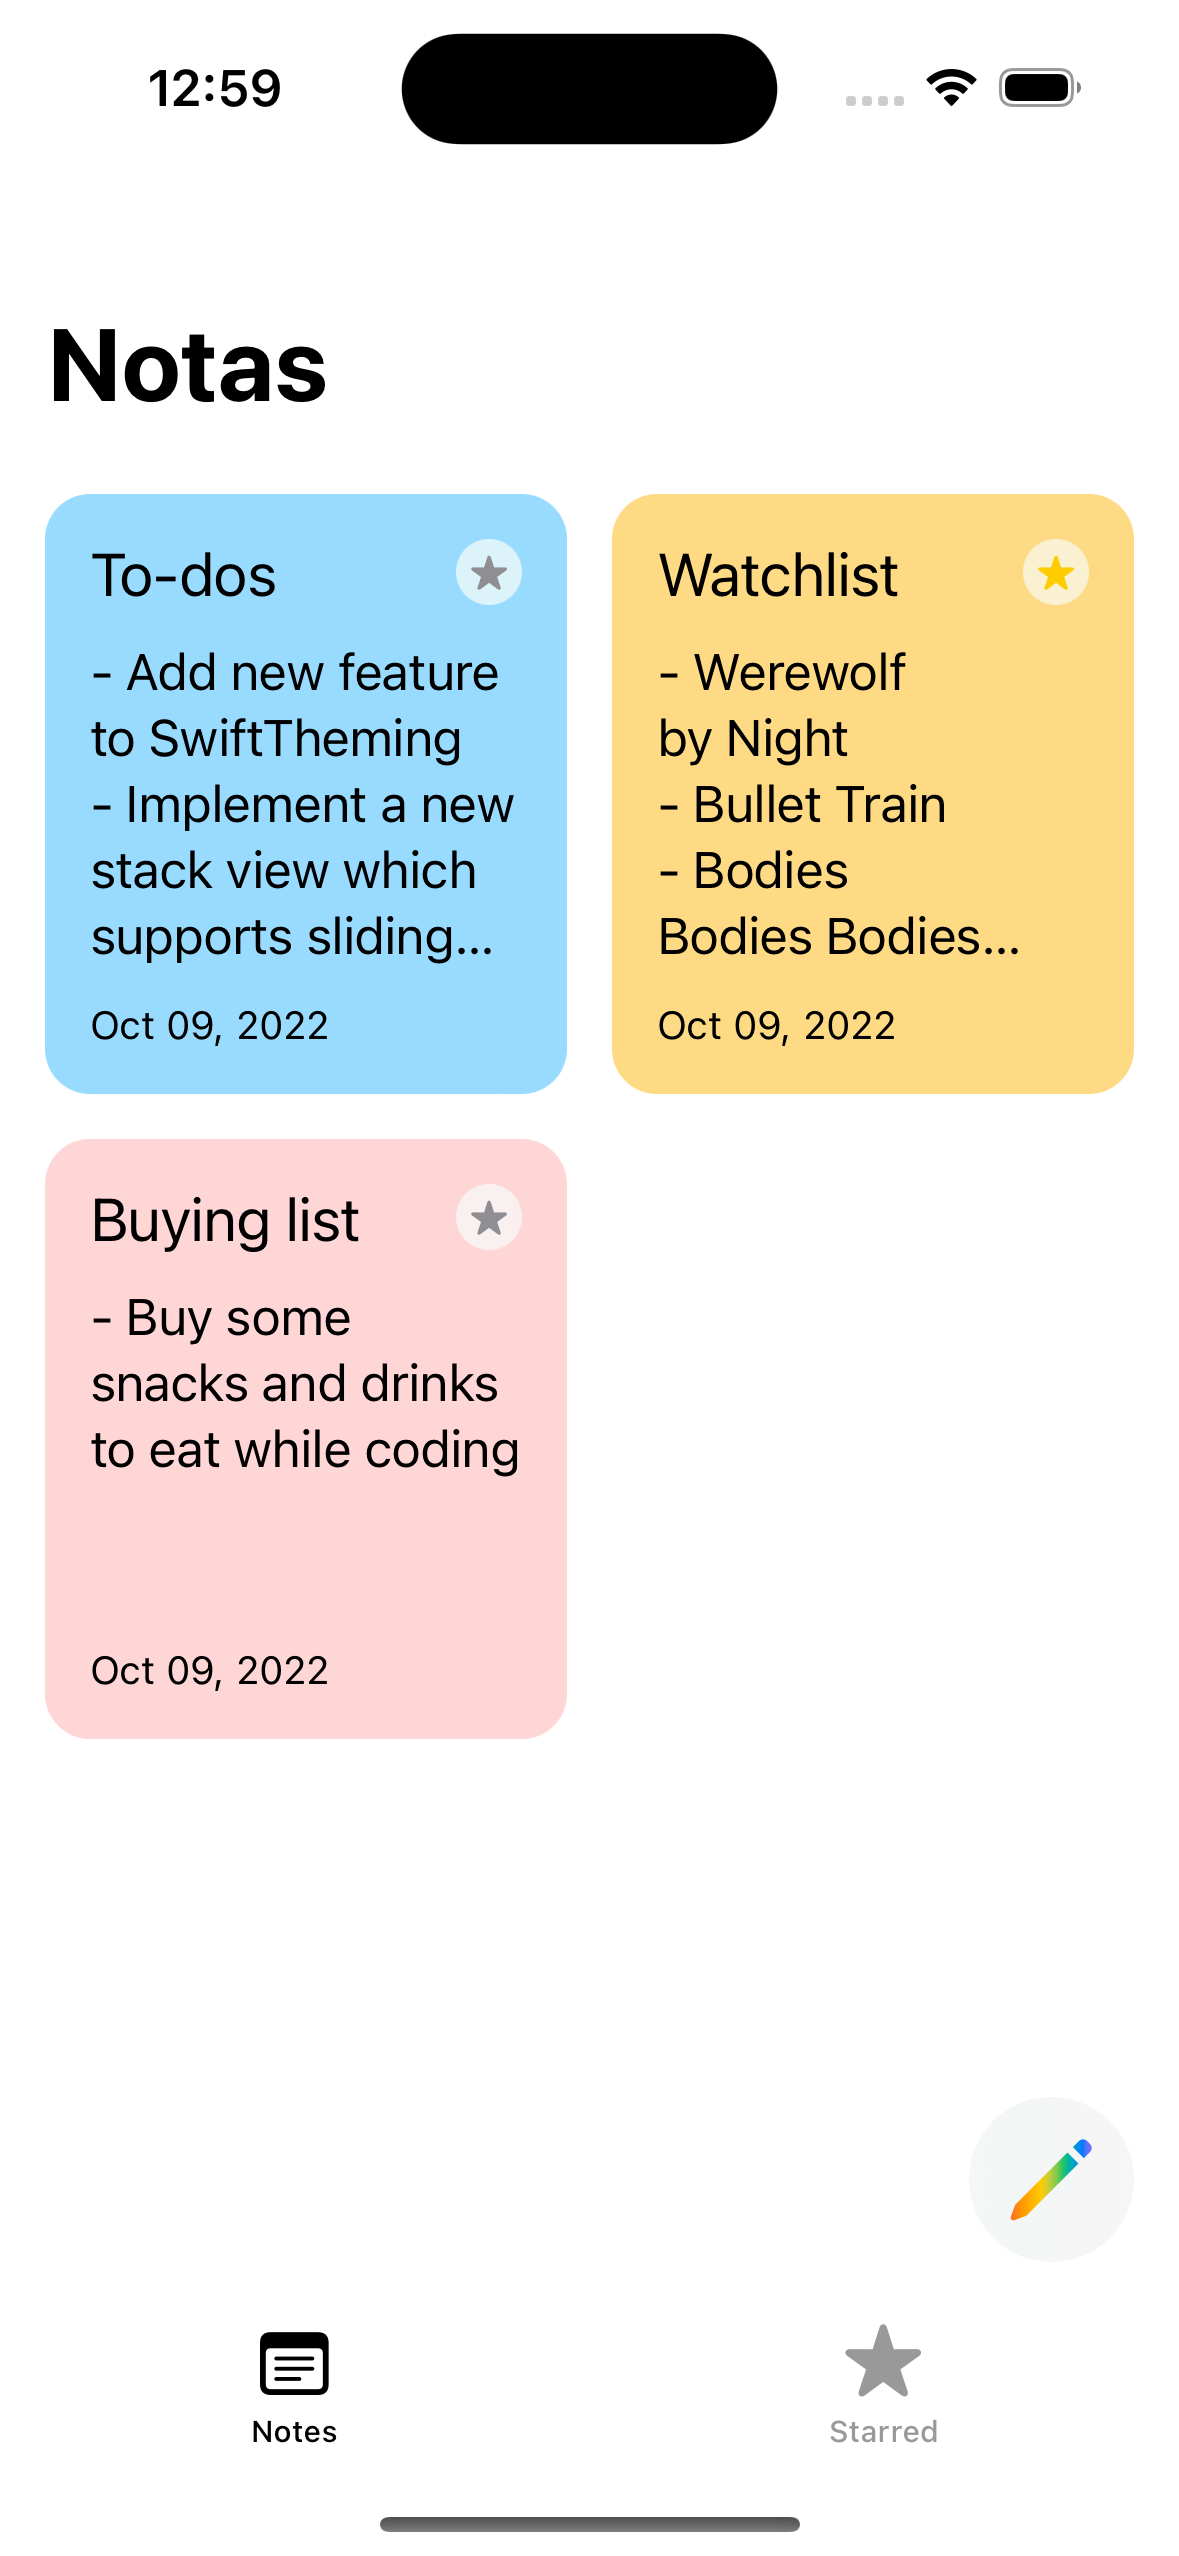 12:59
Notas
To-dos
- Add new feature
to SwiftTheming
- Implement a new
stack view which
supports sliding...
Oct 09, 2022
Watchlist
- Werewolf
by Night
- Bullet Train
- Bodies
Bodies Bodies...
Oct 09, 2022
Buying list
- Buy some
snacks and drinks
to eat while coding
Oct 09, 2022
Notes
Starred